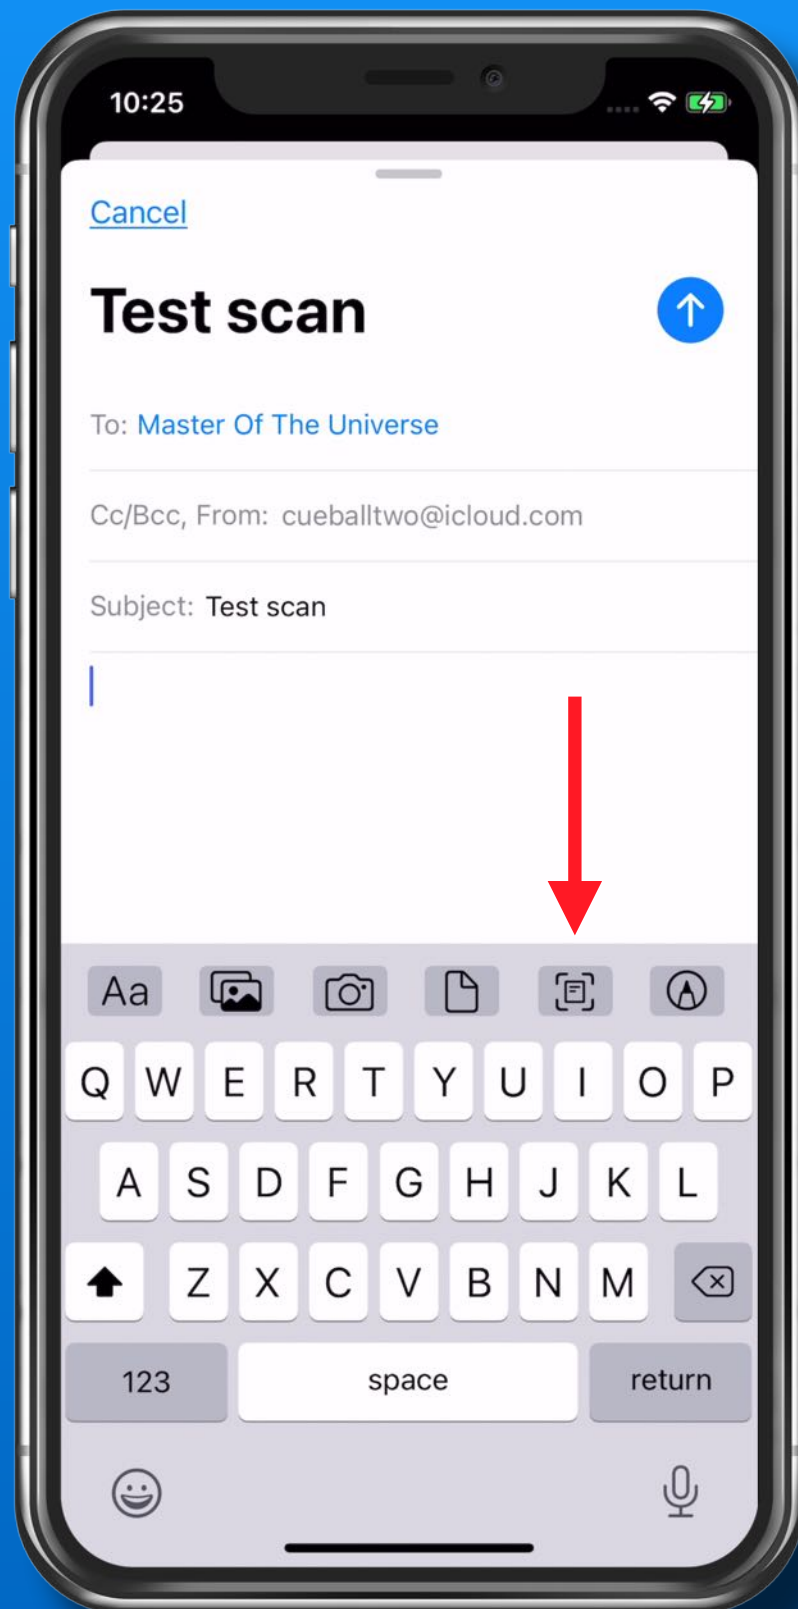 10:25
Cancel
Test scan
To: Master Of The Universe
Cc/Bcc, From: cueballtwo@icloud.com
Subject: Test scan
Aa
Q W E R T Y U I O P
A S D F G H J K L
Z X C V B N M
123 space return